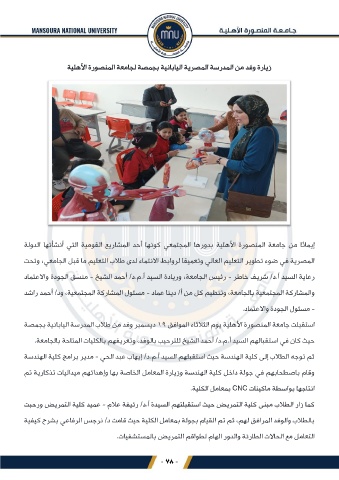 MANSOURA NATIONAL UNIVERSITY
جـامـعـة المنصورة الأهلـيـة
MNU
زيارة وفد من المدرسة المصرية اليابانية بجمصة لجامعة المنصورة الأهلية
إيمانًا من جامعة المنصورة الأهلية بدورها المجتمعي كونها أحد المشاريع القومية التي أنشأتها الدولة
المصرية في ضوء تطوير التعليم العالي وتعميقا لروابط الانتماء لدى طلاب التعليم ما قبل الجامعي، وتحت
رعاية السيد أ.د/ شريف خاطر - رئيس الجامعة، وريادة السيد أ.م.د/ أحمد الشيخ - منسق الجودة والاعتماد
والمشاركة المجتمعية بالجامعة، وتنظيم كل من أ/ دينا عماد - مسئول المشاركة المجتمعية، ود/ أحمد راشد
- مسئول الجودة والاعتماد.
استقبلت جامعة المنصورة الأهلية يوم الثلاثاء الموافق ١٩ ديسمبر وفد من طلاب المدرسة اليابانية بجمصة
حيث كان في استقبالهم السيد أ.م.د/ أحمد الشيخ للترحيب بالوفد، وتعريفهم بالكليات المتاحة بالجامعة.
ثم توجه الطلاب إلى كلية الهندسة حيث استقبلهم السيد أ.م.د/ إيهاب عبد الحي - مدير برامج كلية الهندسة
وقام باصطحابهم في جولة داخل كلية الهندسة وزيارة المعامل الخاصة بها وإهدائهم ميداليات تذكارية تم
انتاجها بواسطة ماكينات CNC بمعامل الكلية.
كما زار الطلاب مبنى كلية التمريض حيث استقبلتهم السيدة أ.د/ رئيفة علام - عميد كلية التمريض ورحبت
بالطلاب والوفد المرافق لهم، ثم تم القيام بجولة بمعامل الكلية حيث قامت د/ نرجس الرفاعي بشرح كيفية
التعامل مع الحالات الطارئة والدور الهام لطواقم التمريض بالمستشفيات.
- ٧٨ -